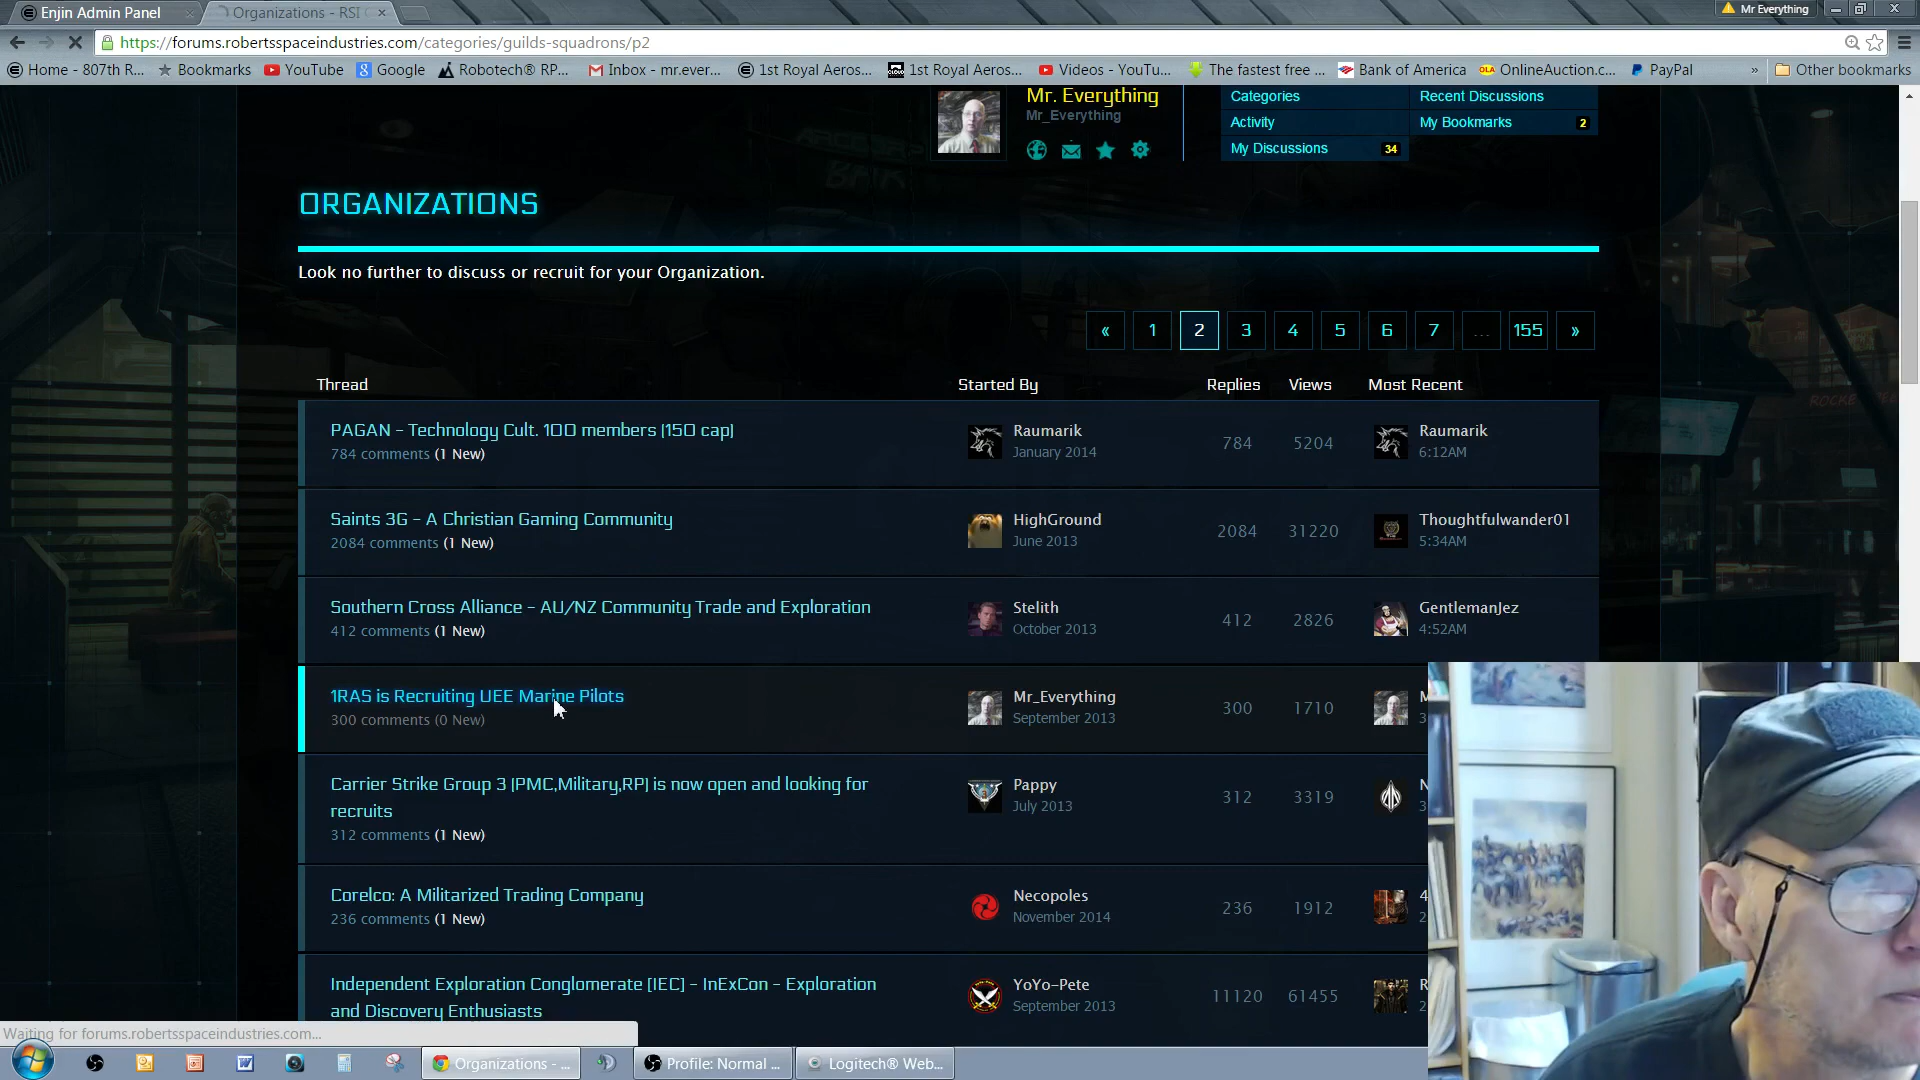 Enjin Admin Panel
Organizations - RSI
Mr Everything
https://forums.robertsspaceindustries.com/categories/guilds-squadrons/p2
Home - 807th R...
Bookmarks
YouTube
Google
Robotech® RP...
Inbox - mr.ever...
1st Royal Aeros...
1st Royal Aeros...
Videos - YouTu...
The fastest free ...
Bank of America
OnlineAuction.c...
PayPal
»
Other bookmarks
Mr. Everything
Mr_Everything
Categories
Recent Discussions
Activity
My Bookmarks 2
My Discussions 34
ORGANIZATIONS
Look no further to discuss or recruit for your Organization.
« 1 2 3 4 5 6 7 ... 155 »
Thread Started By Replies Views Most Recent
PAGAN - Technology Cult. 100 members [150 cap]
784 comments (1 New)
Raumarik
January 2014
784
5204
Raumarik
6:12AM
Saints 3G - A Christian Gaming Community
2084 comments (1 New)
HighGround
June 2013
2084
31220
Thoughtfulwander01
5:34AM
Southern Cross Alliance - AU/NZ Community Trade and Exploration
412 comments (1 New)
Stelith
October 2013
412
2826
GentlemanJez
4:52AM
1RAS is Recruiting UEE Marine Pilots
300 comments (0 New)
Mr_Everything
September 2013
300
1710
M
3
Carrier Strike Group 3 [PMC,Military,RP] is now open and looking for
recruits
312 comments (1 New)
Pappy
July 2013
312
3319
N
2
Corelco: A Militarized Trading Company
236 comments (1 New)
Necopoles
November 2014
236
1912
4
2
Independent Exploration Conglomerate [IEC] - InExCon - Exploration
and Discovery Enthusiasts
YoYo-Pete
September 2013
11120
61455
R
2
Waiting for forums.robertsspaceindustries.com...
Organizations - ...
Profile: Normal ...
Logitech® Web...